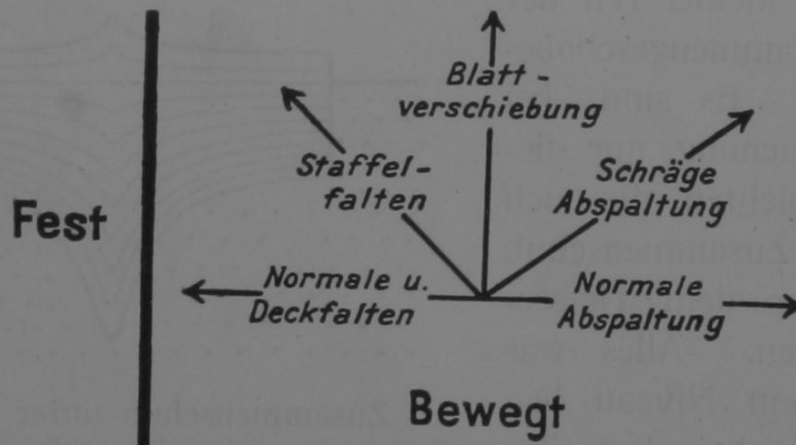 Blatt -
verschiebung
Staffel-
falten
Schräge
Abspaltung
Fest
Normale u.
Deckfalten
Normale
Abspaltung
Bewegt